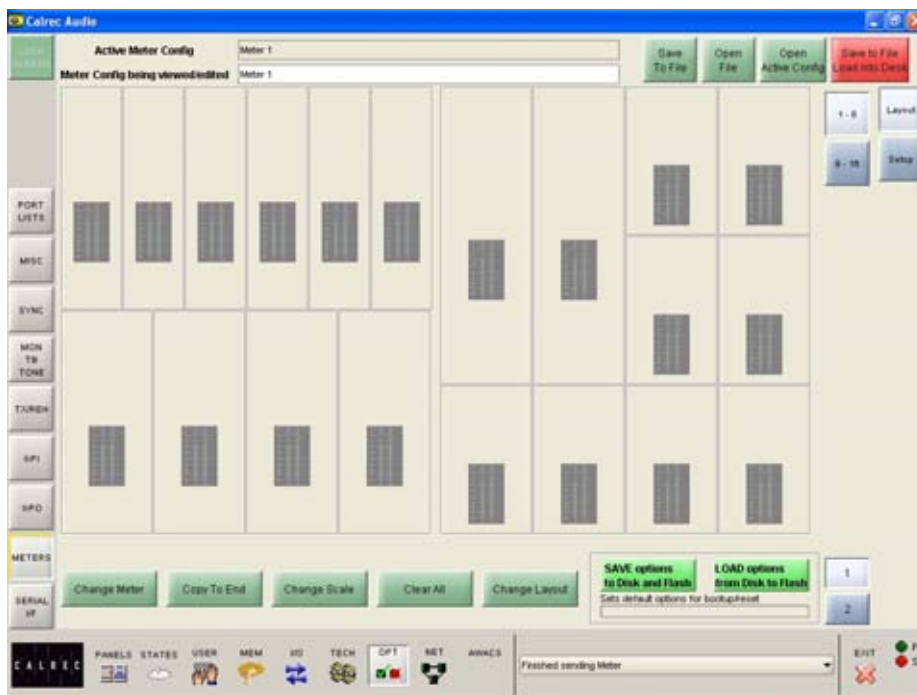 Calrec Audio
Active Meter Config
Meter 1
Save
To File
Open
File
Open
Active Config
Save to File
Load into Desk
Meter Config being viewed/edited
Meter 1
1 - 8
Layout
9 - 16
Setup
PORT
LISTS
MISC
SYNC
MON
TB
TONE
TX/REH
GPI
GPO
METERS
SERIAL
I/F
Change Meter
Copy To End
Change Scale
Clear All
Change Layout
SAVE options
to Disk and Flash
LOAD options
from Disk to Flash
Sets default options for bootup/reset
1
2
CALREC
PANELS
STATES
USER
MEM
I/O
TECH
OPT
NET
AWACS
Finished sending Meter
EXIT